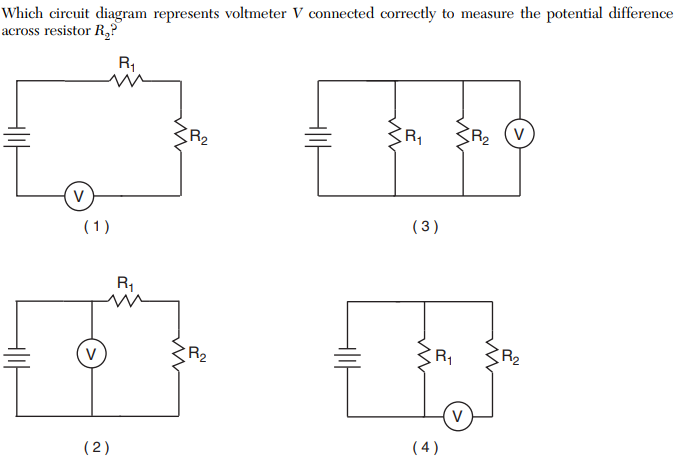 Which circuit diagram represents voltmeter V connected correctly to measure the potential difference
across resistor R₂?
R₁
R₂
V
(1)
R₁
R₂
V
(3)
R₁
V
R₂
(2)
R₁
R₂
V
(4)